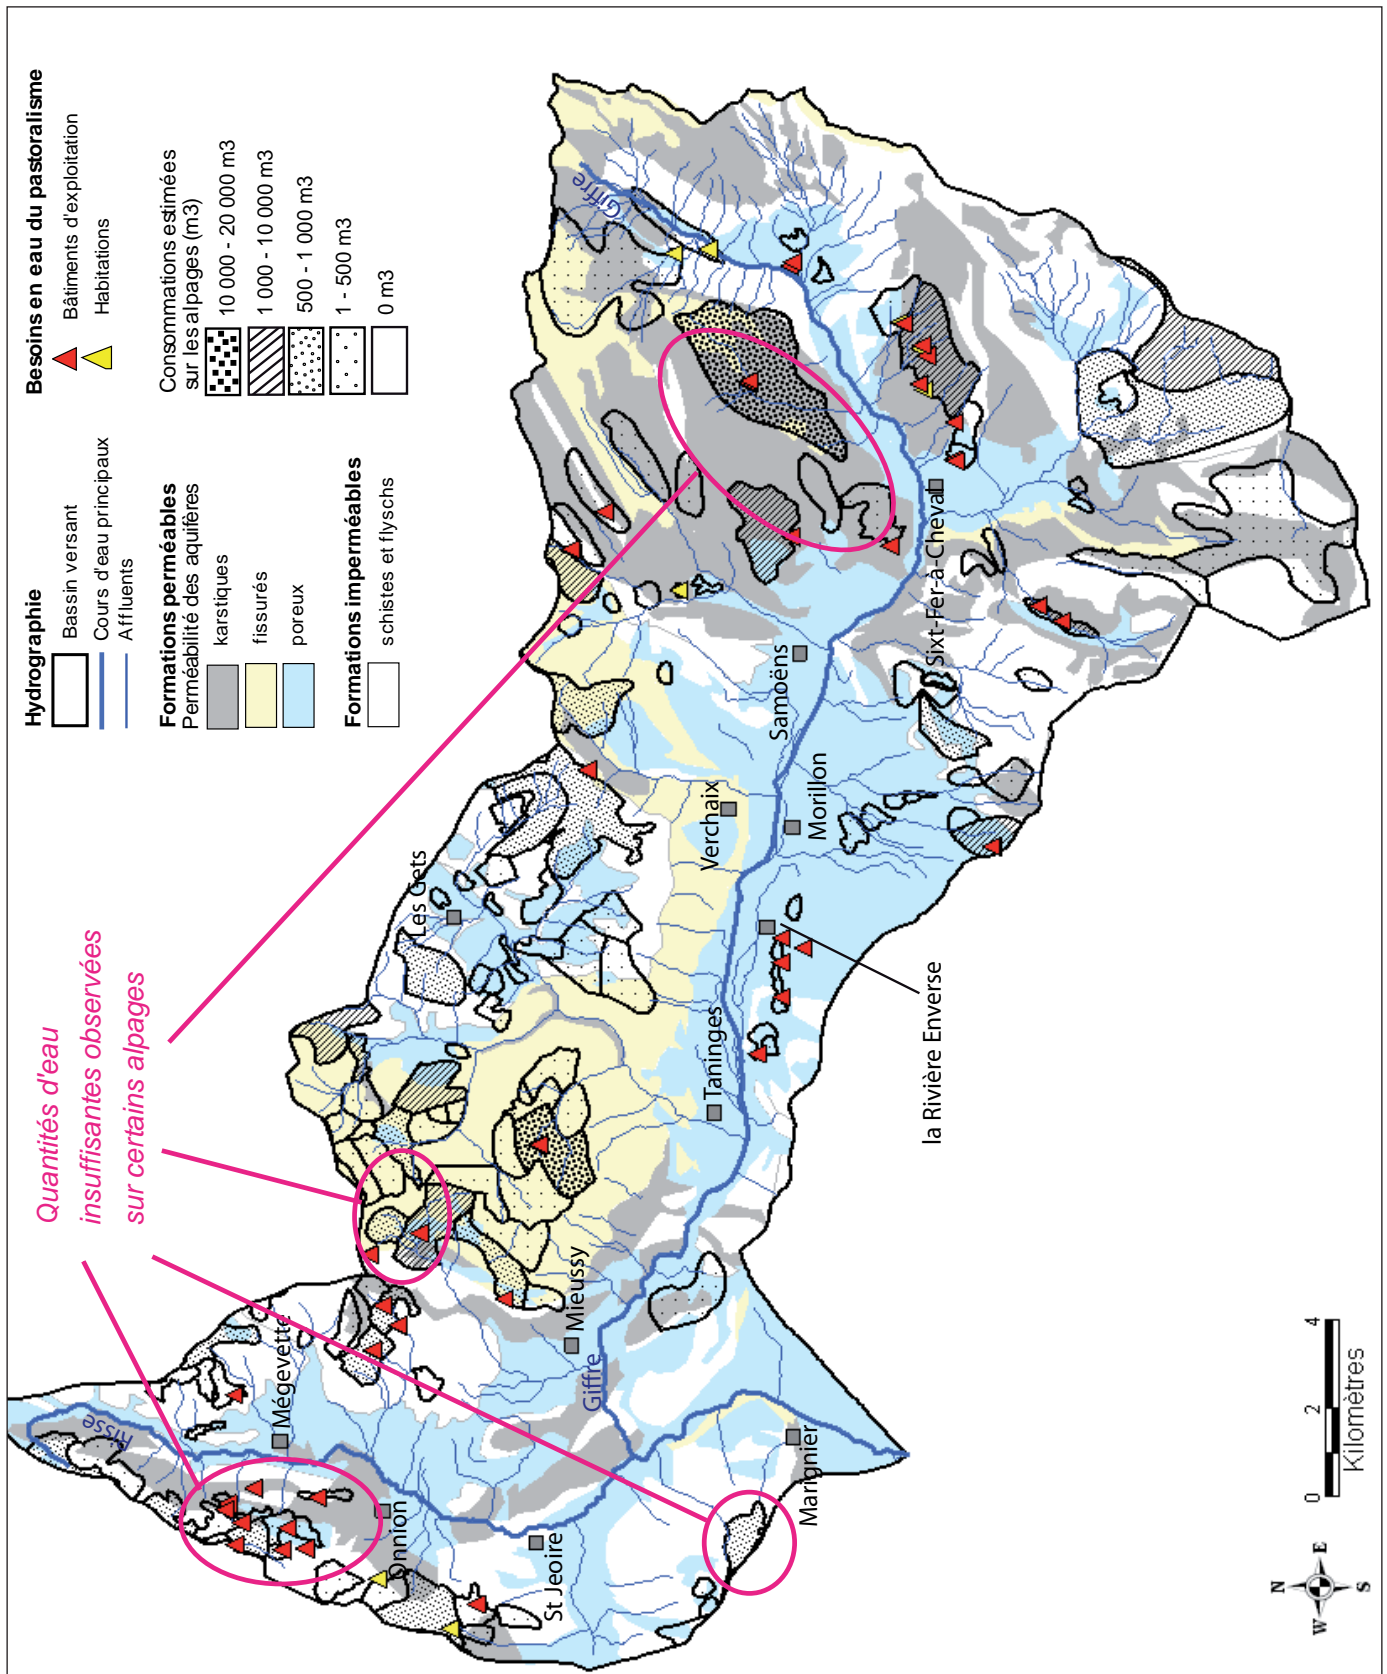 Hydrographie
Bassin versant
Cours d'eau principaux
Affluents
Formations perméables
Perméabilité des aquifères
karstiques
fissurés
poreux
Formations imperméables
schistes et flyschs
Besoins en eau du pastoralisme
Bâtiments d'exploitation
Habitations
Consommations estimées
sur les alpages (m3)
10 000 - 20 000 m3
1 000 - 10 000 m3
500 - 1 000 m3
1 - 500 m3
0 m3
Quantités d'eau
insuffisantes observées
sur certains alpages
Giffre
Sixt-Fer-à-Cheval
Samoëns
Morillon
Verchaix
Les Gets
la Rivière Enverse
Taninges
Mieussy
Giffre
Mégevette
Risse
Onnion
St Jeoire
Marignier
0 2 4
Kilomètres
N
W E
S